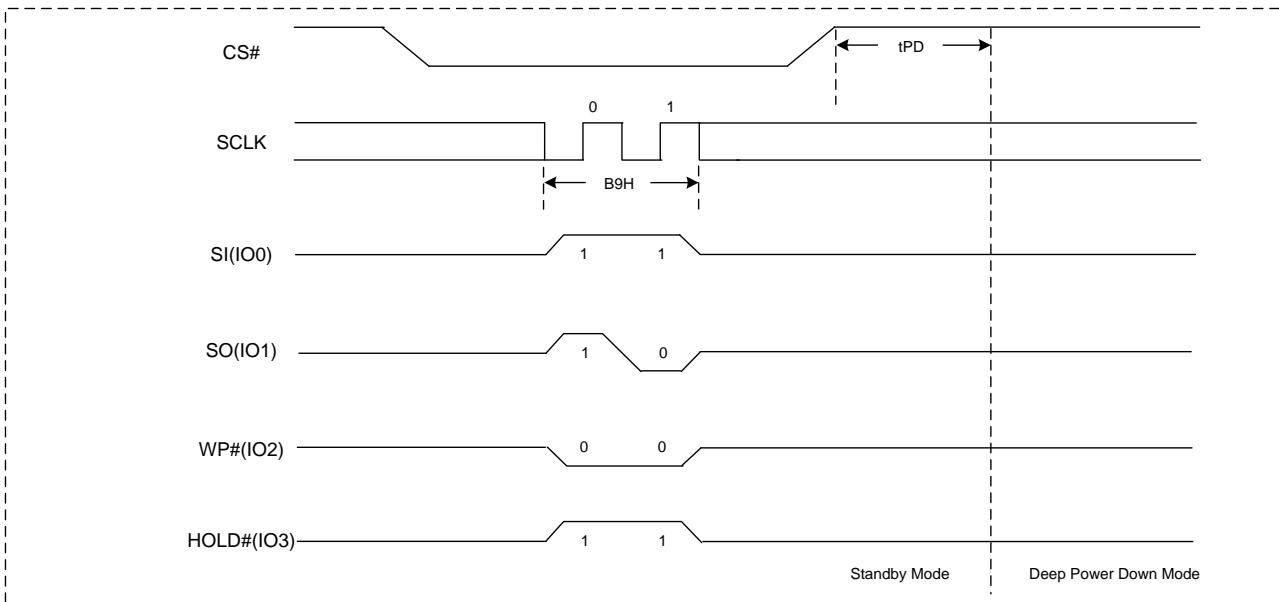 CS#
tPD
0 1
SCLK
B9H
SI(IO0)
1 1
SO(IO1)
1 0
WP#(IO2)
0 0
HOLD#(IO3)
1 1
Standby Mode
Deep Power Down Mode